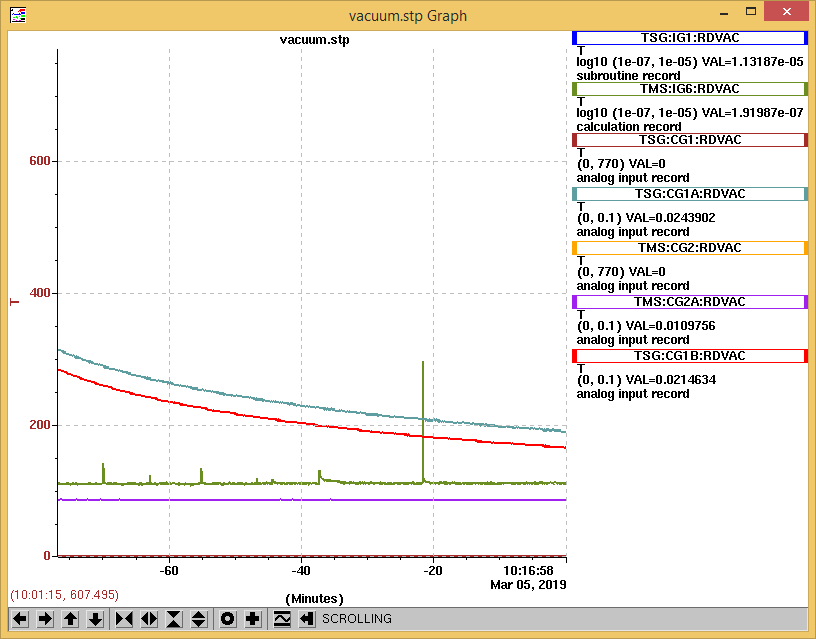 vacuum.stp Graph
vacuum.stp
T
600
400
200
0
-60
-40
-20
10:16:58
Mar 05, 2019
(Minutes)
(10:01:15, 607.495)
TSG:IG1:RDVAC
T
log10 (1e-07, 1e-05) VAL=1.13187e-05
subroutine record
TMS:IG6:RDVAC
T
log10 (1e-07, 1e-05) VAL=1.91987e-07
calculation record
TSG:CG1:RDVAC
T
(0, 770) VAL=0
analog input record
TSG:CG1A:RDVAC
T
(0, 0.1) VAL=0.0243902
analog input record
TMS:CG2:RDVAC
T
(0, 770) VAL=0
analog input record
TMS:CG2A:RDVAC
T
(0, 0.1) VAL=0.0109756
analog input record
TSG:CG1B:RDVAC
T
(0, 0.1) VAL=0.0214634
analog input record
SCROLLING